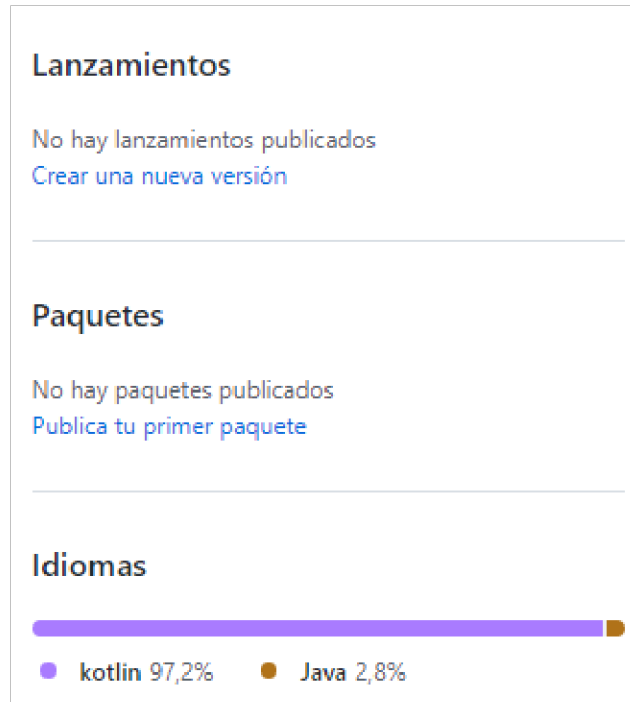 Lanzamientos
No hay lanzamientos publicados
Crear una nueva versión
Paquetes
No hay paquetes publicados
Publica tu primer paquete
Idiomas
kotlin 97,2% Java 2,8%